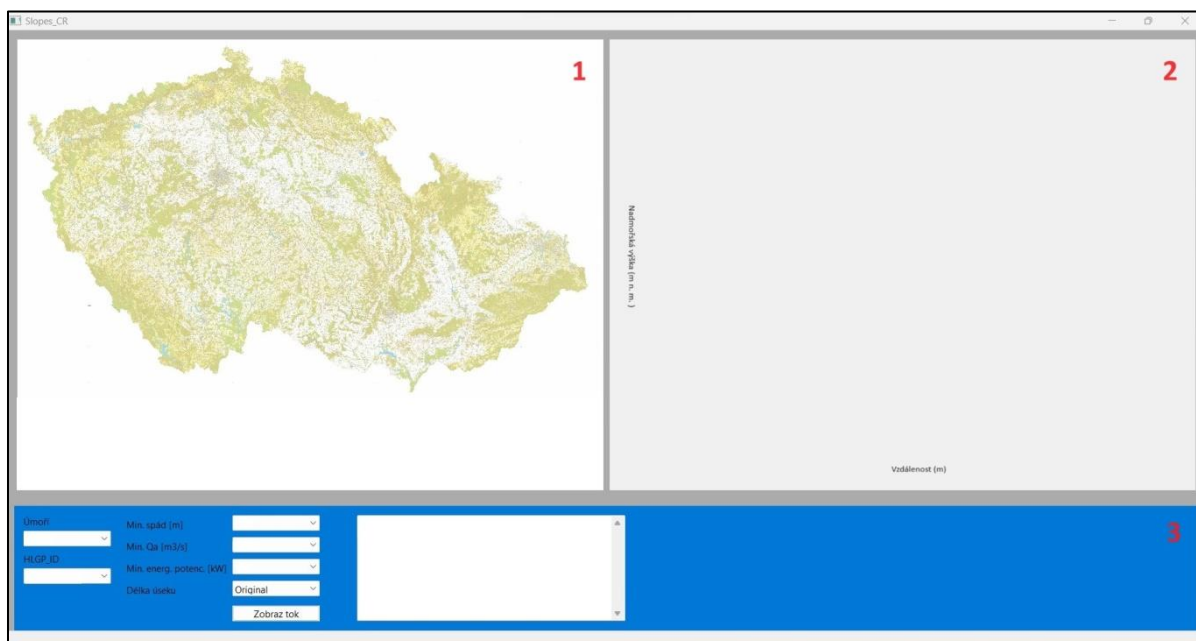 Slopes_CR
1
2
Nadmořská výška (m n. m. )
Vzdálenost (m)
3
Úmoří
HLGP_ID
Min. spád [m]
Min. Qa [m3/s]
Min. energ. potenc. [kW]
Délka úseku
Original
Zobraz tok